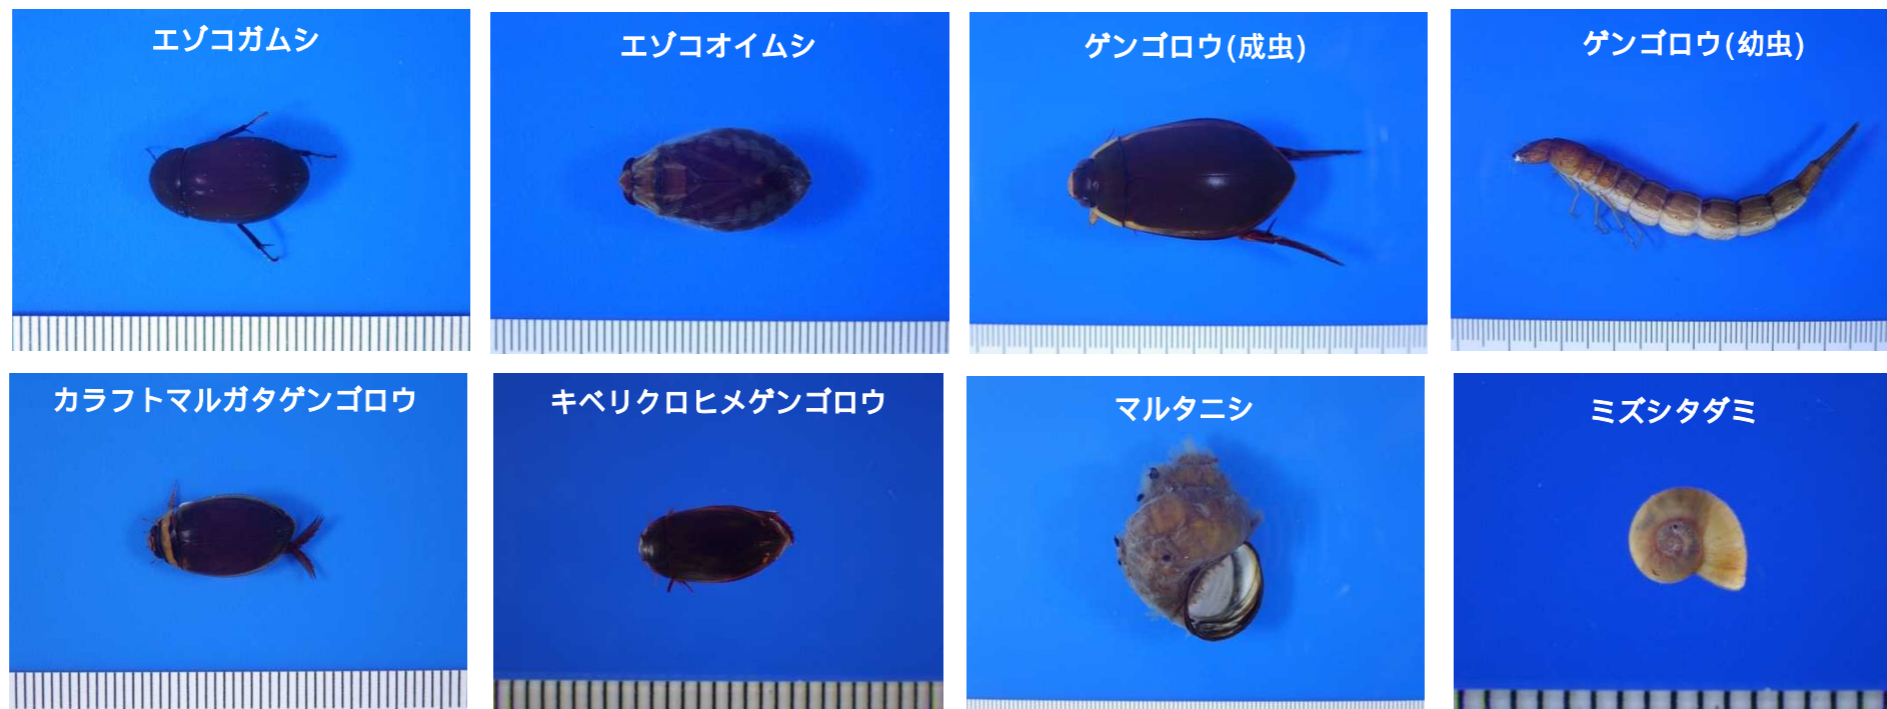 エゾコガムシ
エゾコオイムシ
ゲンゴロウ(成虫)
ゲンゴロウ(幼虫)
カラフトマルガタゲンゴロウ
キベリクロヒメゲンゴロウ
マルタニシ
ミズシタダミ